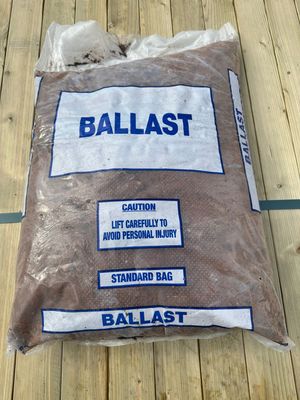 BALLAST
BALLAST
CAUTION
LIFT CAREFULLY TO
AVOID PERSONAL INJURY
STANDARD BAG
BALLAST